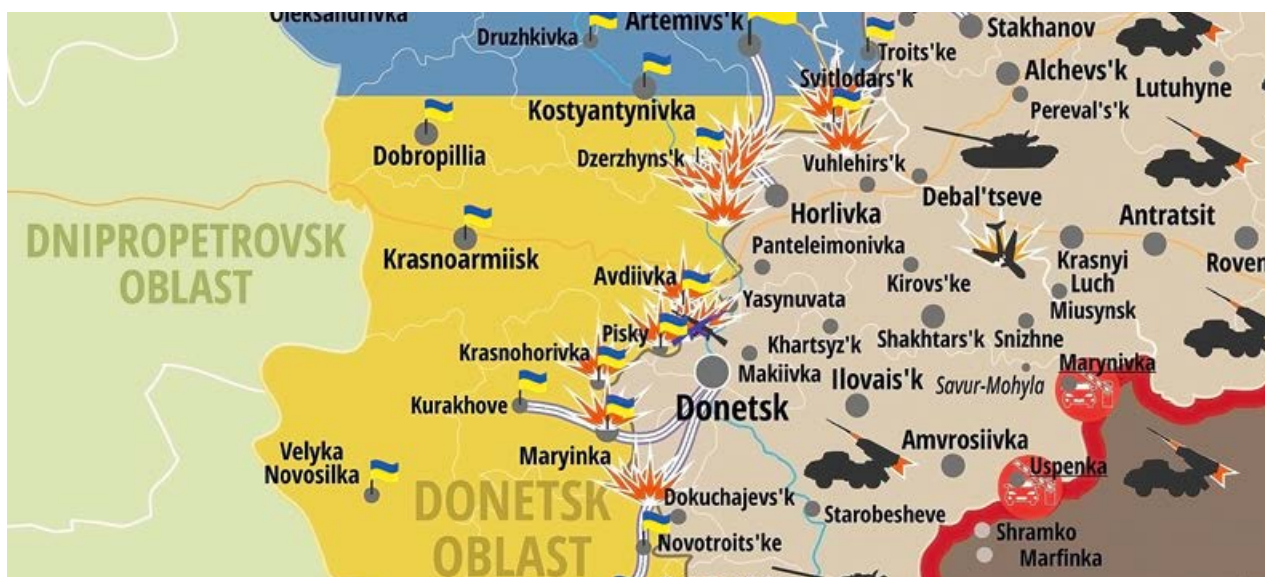 Oleksandrivka
Druzhkivka
Artemivs'k
Troits'ke
Stakhanov
Svitlodars'k
Alchevs'k
Lutuhyne
Kostyantynivka
Pereval's'k
Dobropillia
Dzerzhyns'k
Vuhlehirs'k
Debal'tseve
Horlivka
Antratsit
DNIPROPETROVSK
OBLAST
Krasnoarmiisk
Panteleimonivka
Krasnyi
Luch
Roven
Avdiivka
Kirovs'ke
Miusynsk
Yasynuvata
Pisky
Khartsyz'k
Shakhtars'k
Snizhne
Krasnohorivka
Makiivka
Ilovais'k
Savur-Mohyla
Marynivka
Kurakhove
Donetsk
Velyka
Novosilka
Maryinka
Amvrosiivka
Uspenka
DONETSK
OBLAST
Dokuchajevs'k
Starobesheve
Novotroits'ke
Shramko
Marfinka